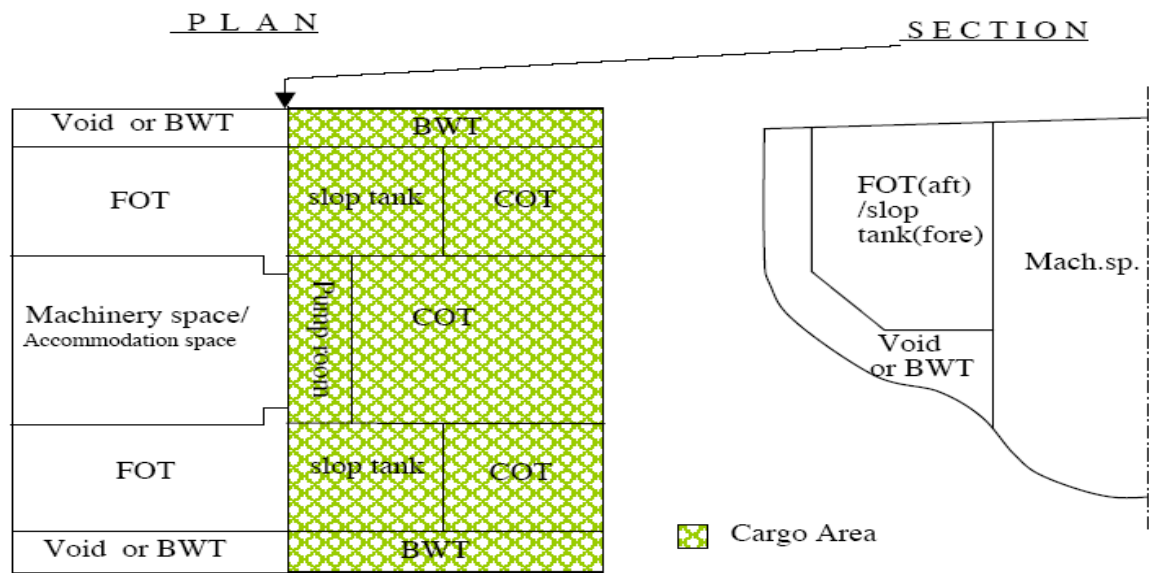 PLAN
SECTION
Void or BWT
BWT
FOT
slop tank
COT
Machinery space/
Accommodation space
Pump room
COT
FOT
slop tank
COT
Void or BWT
BWT
FOT(aft)
/slop
tank(fore)
Mach.sp.
Void
or BWT
Cargo Area